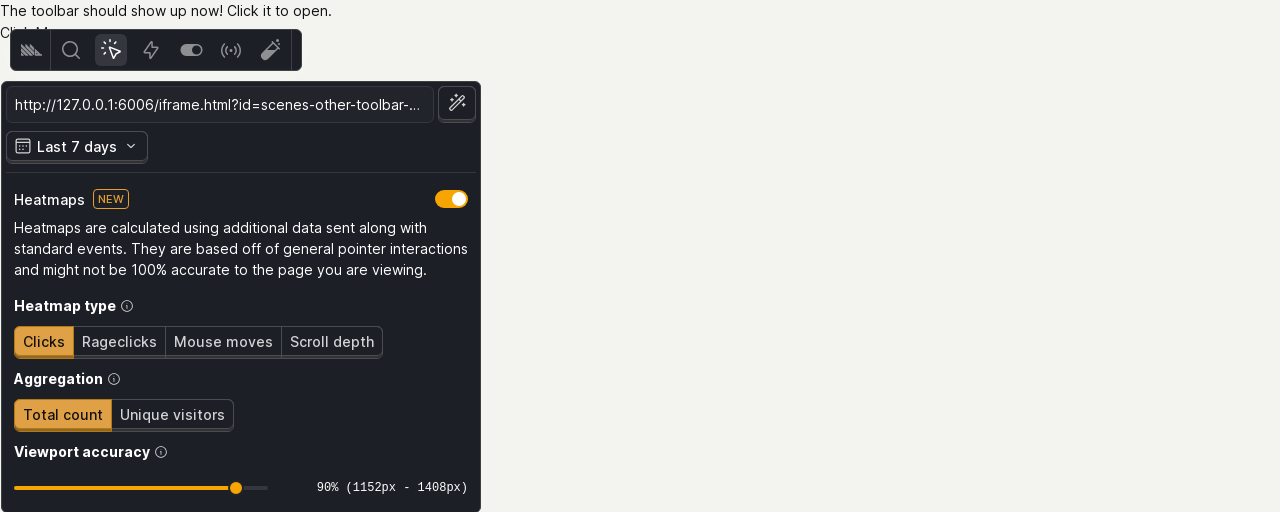 The toolbar should show up now! Click it to open.
http://127.0.0.1:6006/iframe.html?id=scenes-other-toolbar-...
Last 7 days
Heatmaps NEW
Heatmaps are calculated using additional data sent along with
standard events. They are based off of general pointer interactions
and might not be 100% accurate to the page you are viewing.
Heatmap type
Clicks Rageclicks Mouse moves Scroll depth
Aggregation
Total count Unique visitors
Viewport accuracy
90% (1152px - 1408px)